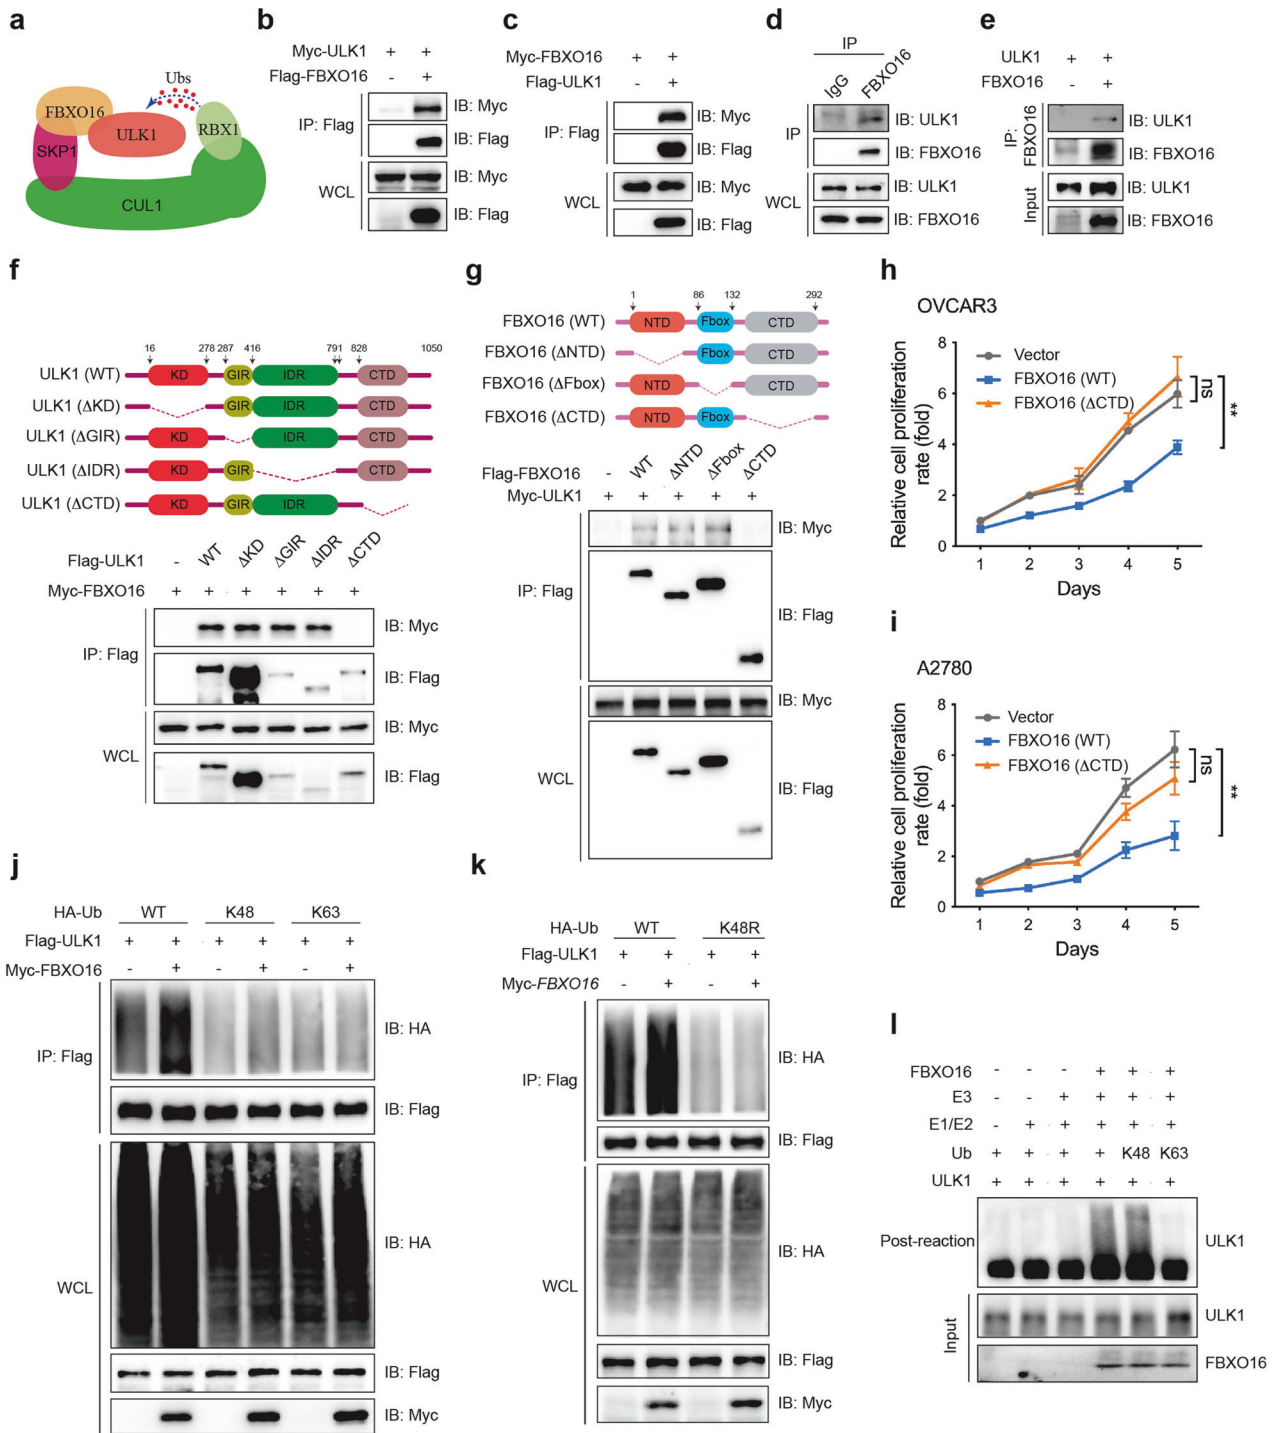 a
Ubs
FBXO16
ULK1
RBX1
SKP1
CUL1
b
Myc-ULK1 + +
Flag-FBXO16 - +
IP: Flag
IB: Myc
IB: Flag
WCL
IB: Myc
IB: Flag
c
Myc-FBXO16 + +
Flag-ULK1 - +
IP: Flag
IB: Myc
IB: Flag
WCL
IB: Myc
IB: Flag
d
IP
IgG FBXO16
IP
IB: ULK1
IB: FBXO16
WCL
IB: ULK1
IB: FBXO16
e
ULK1 + +
FBXO16 - +
IP: FBXO16
IB: ULK1
IB: FBXO16
Input
IB: ULK1
IB: FBXO16
f
16 278 287 416 791 828 1050
ULK1 (WT) KD GIR IDR CTD
ULK1 (ΔKD) GIR IDR CTD
ULK1 (ΔGIR) KD IDR CTD
ULK1 (ΔIDR) KD GIR CTD
ULK1 (ΔCTD) KD GIR IDR
Flag-ULK1 - WT ΔKD ΔGIR ΔIDR ΔCTD
Myc-FBXO16 + + + + + +
IP: Flag
IB: Myc
IB: Flag
WCL
IB: Myc
IB: Flag
g
1 86 132 292
FBXO16 (WT) NTD Fbox CTD
FBXO16 (ΔNTD) Fbox CTD
FBXO16 (ΔFbox) NTD CTD
FBXO16 (ΔCTD) NTD Fbox
Flag-FBXO16 - WT ΔNTD ΔFbox ΔCTD
Myc-ULK1 + + + + +
IP: Flag
IB: Myc
IB: Flag
WCL
IB: Myc
IB: Flag
h
OVCAR3
Relative cell proliferation
rate (fold)
8
6
4
2
0
Vector
FBXO16 (WT)
FBXO16 (ΔCTD)
ns
**
1 2 3 4 5
Days
i
A2780
Relative cell proliferation
rate (fold)
8
6
4
2
0
Vector
FBXO16 (WT)
FBXO16 (ΔCTD)
ns
**
1 2 3 4 5
Days
j
HA-Ub WT K48 K63
Flag-ULK1 + + + + + +
Myc-FBXO16 - + - + - +
IP: Flag
IB: HA
IB: Flag
WCL
IB: HA
IB: Flag
IB: Myc
k
HA-Ub WT K48R
Flag-ULK1 + + + +
Myc-FBXO16 - + - +
IP: Flag
IB: HA
IB: Flag
WCL
IB: HA
IB: Flag
IB: Myc
l
FBXO16 - - - + + +
E3 - - + + + +
E1/E2 - + + + + +
Ub + + + + K48 K63
ULK1 + + + + + +
Post-reaction
ULK1
Input
ULK1
FBXO16